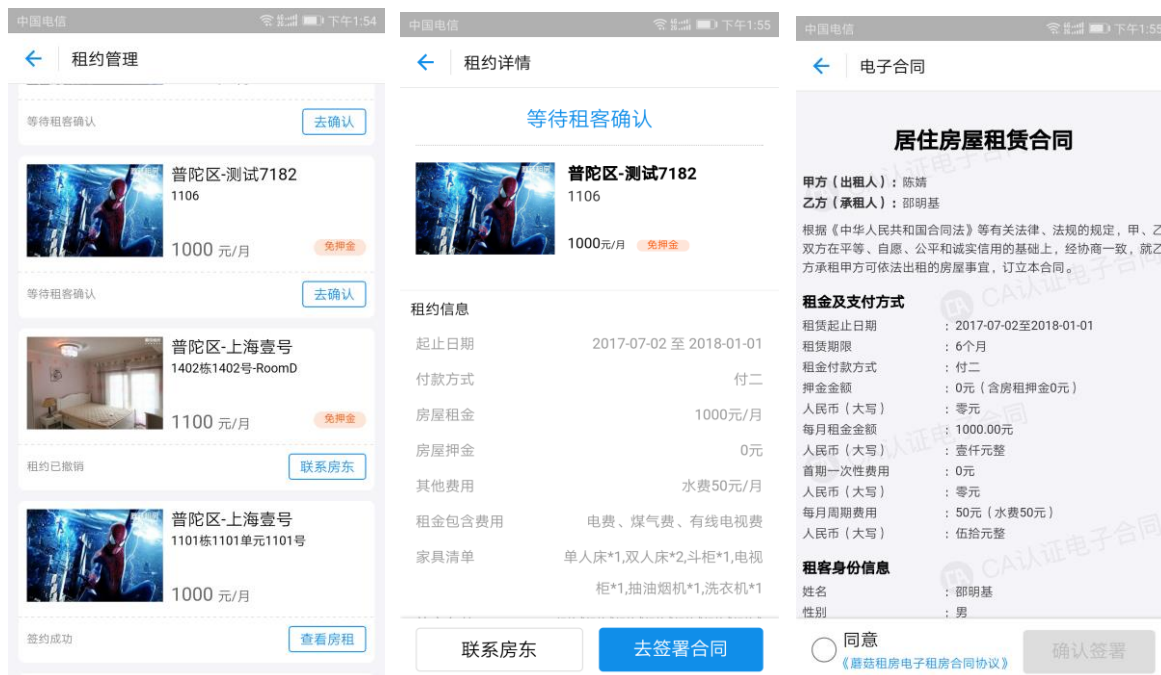 中国电信
下午1:54
租约管理
等待租客确认
去确认
普陀区-测试7182
1106
1000 元/月
免押金
等待租客确认
去确认
普陀区-上海壹号
1402栋1402号-RoomD
1100 元/月
免押金
租约已撤销
联系房东
普陀区-上海壹号
1101栋1101单元1101号
1000 元/月
签约成功
查看房租
中国电信
下午1:55
租约详情
等待租客确认
普陀区-测试7182
1106
1000元/月
免押金
租约信息
起止日期 2017-07-02 至 2018-01-01
付款方式 付二
房屋租金 1000元/月
房屋押金 0元
其他费用 水费50元/月
租金包含费用 电费、煤气费、有线电视费
家具清单 单人床*1,双人床*2,斗柜*1,电视
柜*1,抽油烟机*1,洗衣机*1
联系房东
去签署合同
中国电信
下午1:55
电子合同
居住房屋租赁合同
甲方（出租人）: 陈婧
乙方（承租人）: 邵明基
根据《中华人民共和国合同法》等有关法律、法规的规定，甲、乙
双方在平等、自愿、公平和诚实信用的基础上，经协商一致，就乙
方承租甲方可依法出租的房屋事宜，订立本合同。
租金及支付方式
租赁起止日期 : 2017-07-02至2018-01-01
租赁期限 : 6个月
租金付款方式 : 付二
押金金额 : 0元（含房租押金0元）
人民币（大写） : 零元
每月租金金额 : 1000.00元
人民币（大写） : 壹仟元整
首期一次性费用 : 0元
人民币（大写） : 零元
每月周期费用 : 50元（水费50元）
人民币（大写） : 伍拾元整
租客身份信息
姓名 : 邵明基
性别 : 男
CA认证电子合同
同意
《蘑菇租房电子租房合同协议》
确认签署